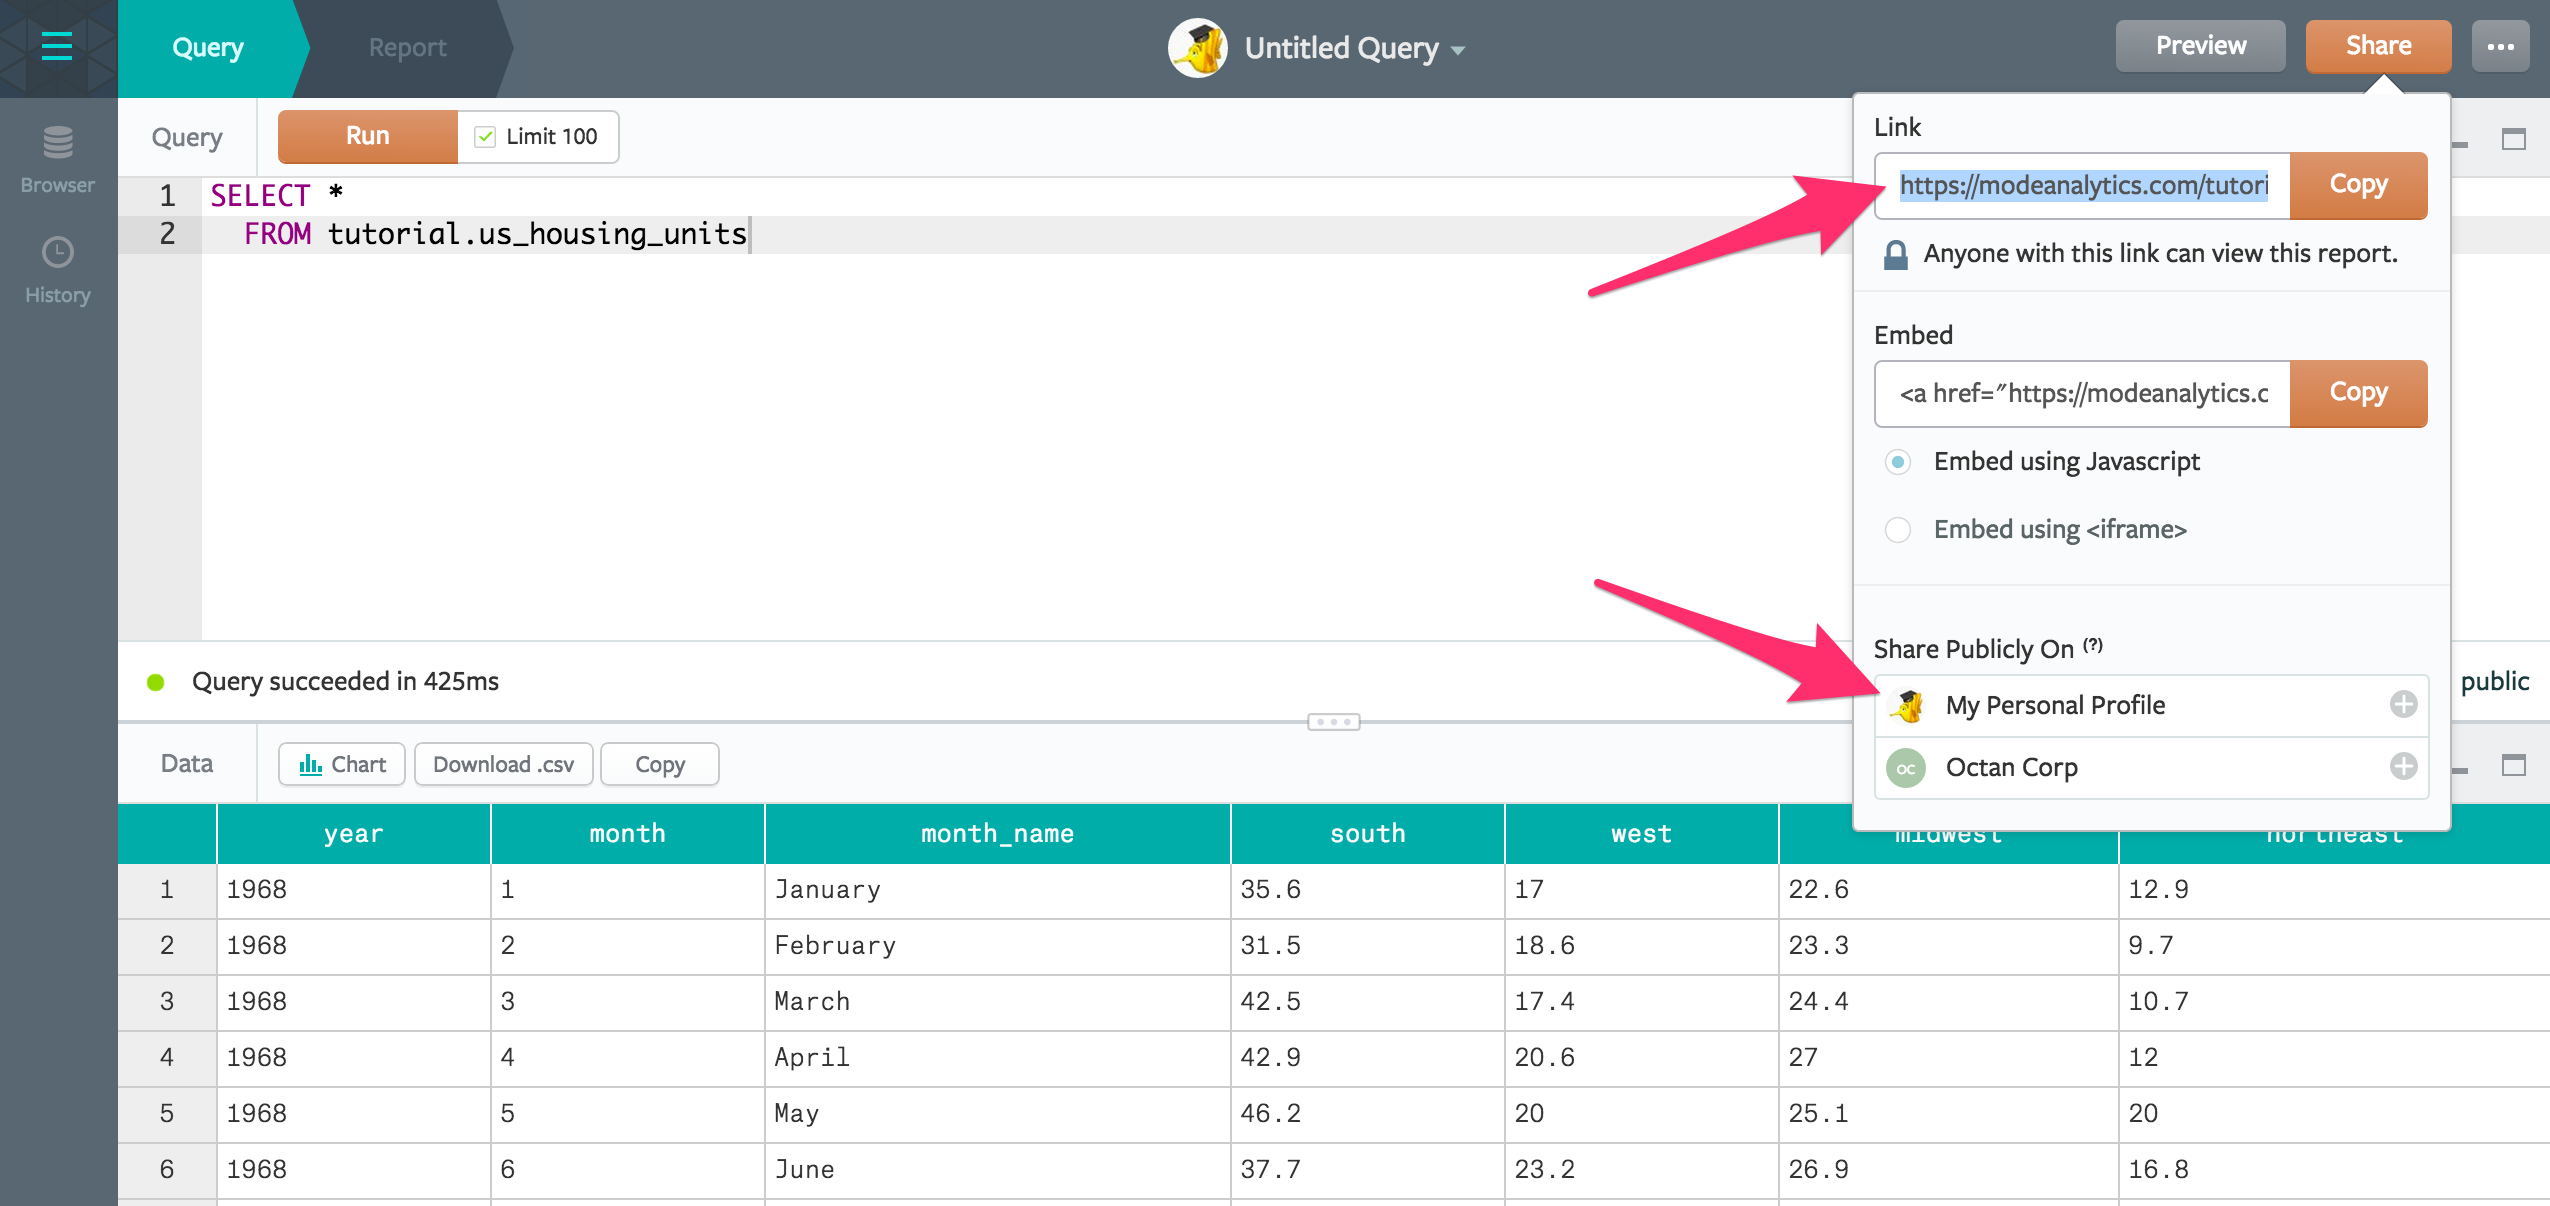 Query
Report
Untitled Query
Preview
Share
Browser
History
Query
Run
Limit 100
1 SELECT *
2 FROM tutorial.us_housing_units
Link
https://modeanalytics.com/tutori
Copy
Anyone with this link can view this report.
Embed
<a href="https://modeanalytics.c
Copy
Embed using Javascript
Embed using <iframe>
Share Publicly On (?)
My Personal Profile
OC Octan Corp
Query succeeded in 425ms
public
Data
Chart
Download .csv
Copy
year month month_name south west midwest northeast
1 1968 1 January 35.6 17 22.6 12.9
2 1968 2 February 31.5 18.6 23.3 9.7
3 1968 3 March 42.5 17.4 24.4 10.7
4 1968 4 April 42.9 20.6 27 12
5 1968 5 May 46.2 20 25.1 20
6 1968 6 June 37.7 23.2 26.9 16.8